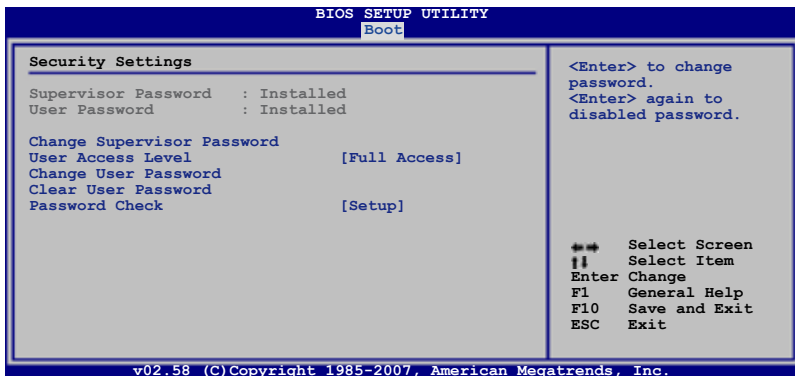 BIOS SETUP UTILITY
Boot
Security Settings
Supervisor Password : Installed
User Password : Installed
Change Supervisor Password
User Access Level [Full Access]
Change User Password
Clear User Password
Password Check [Setup]
<Enter> to change
password.
<Enter> again to
disabled password.
←→ Select Screen
↑↓ Select Item
Enter Change
F1 General Help
F10 Save and Exit
ESC Exit
v02.58 (C)Copyright 1985-2007, American Megatrends, Inc.